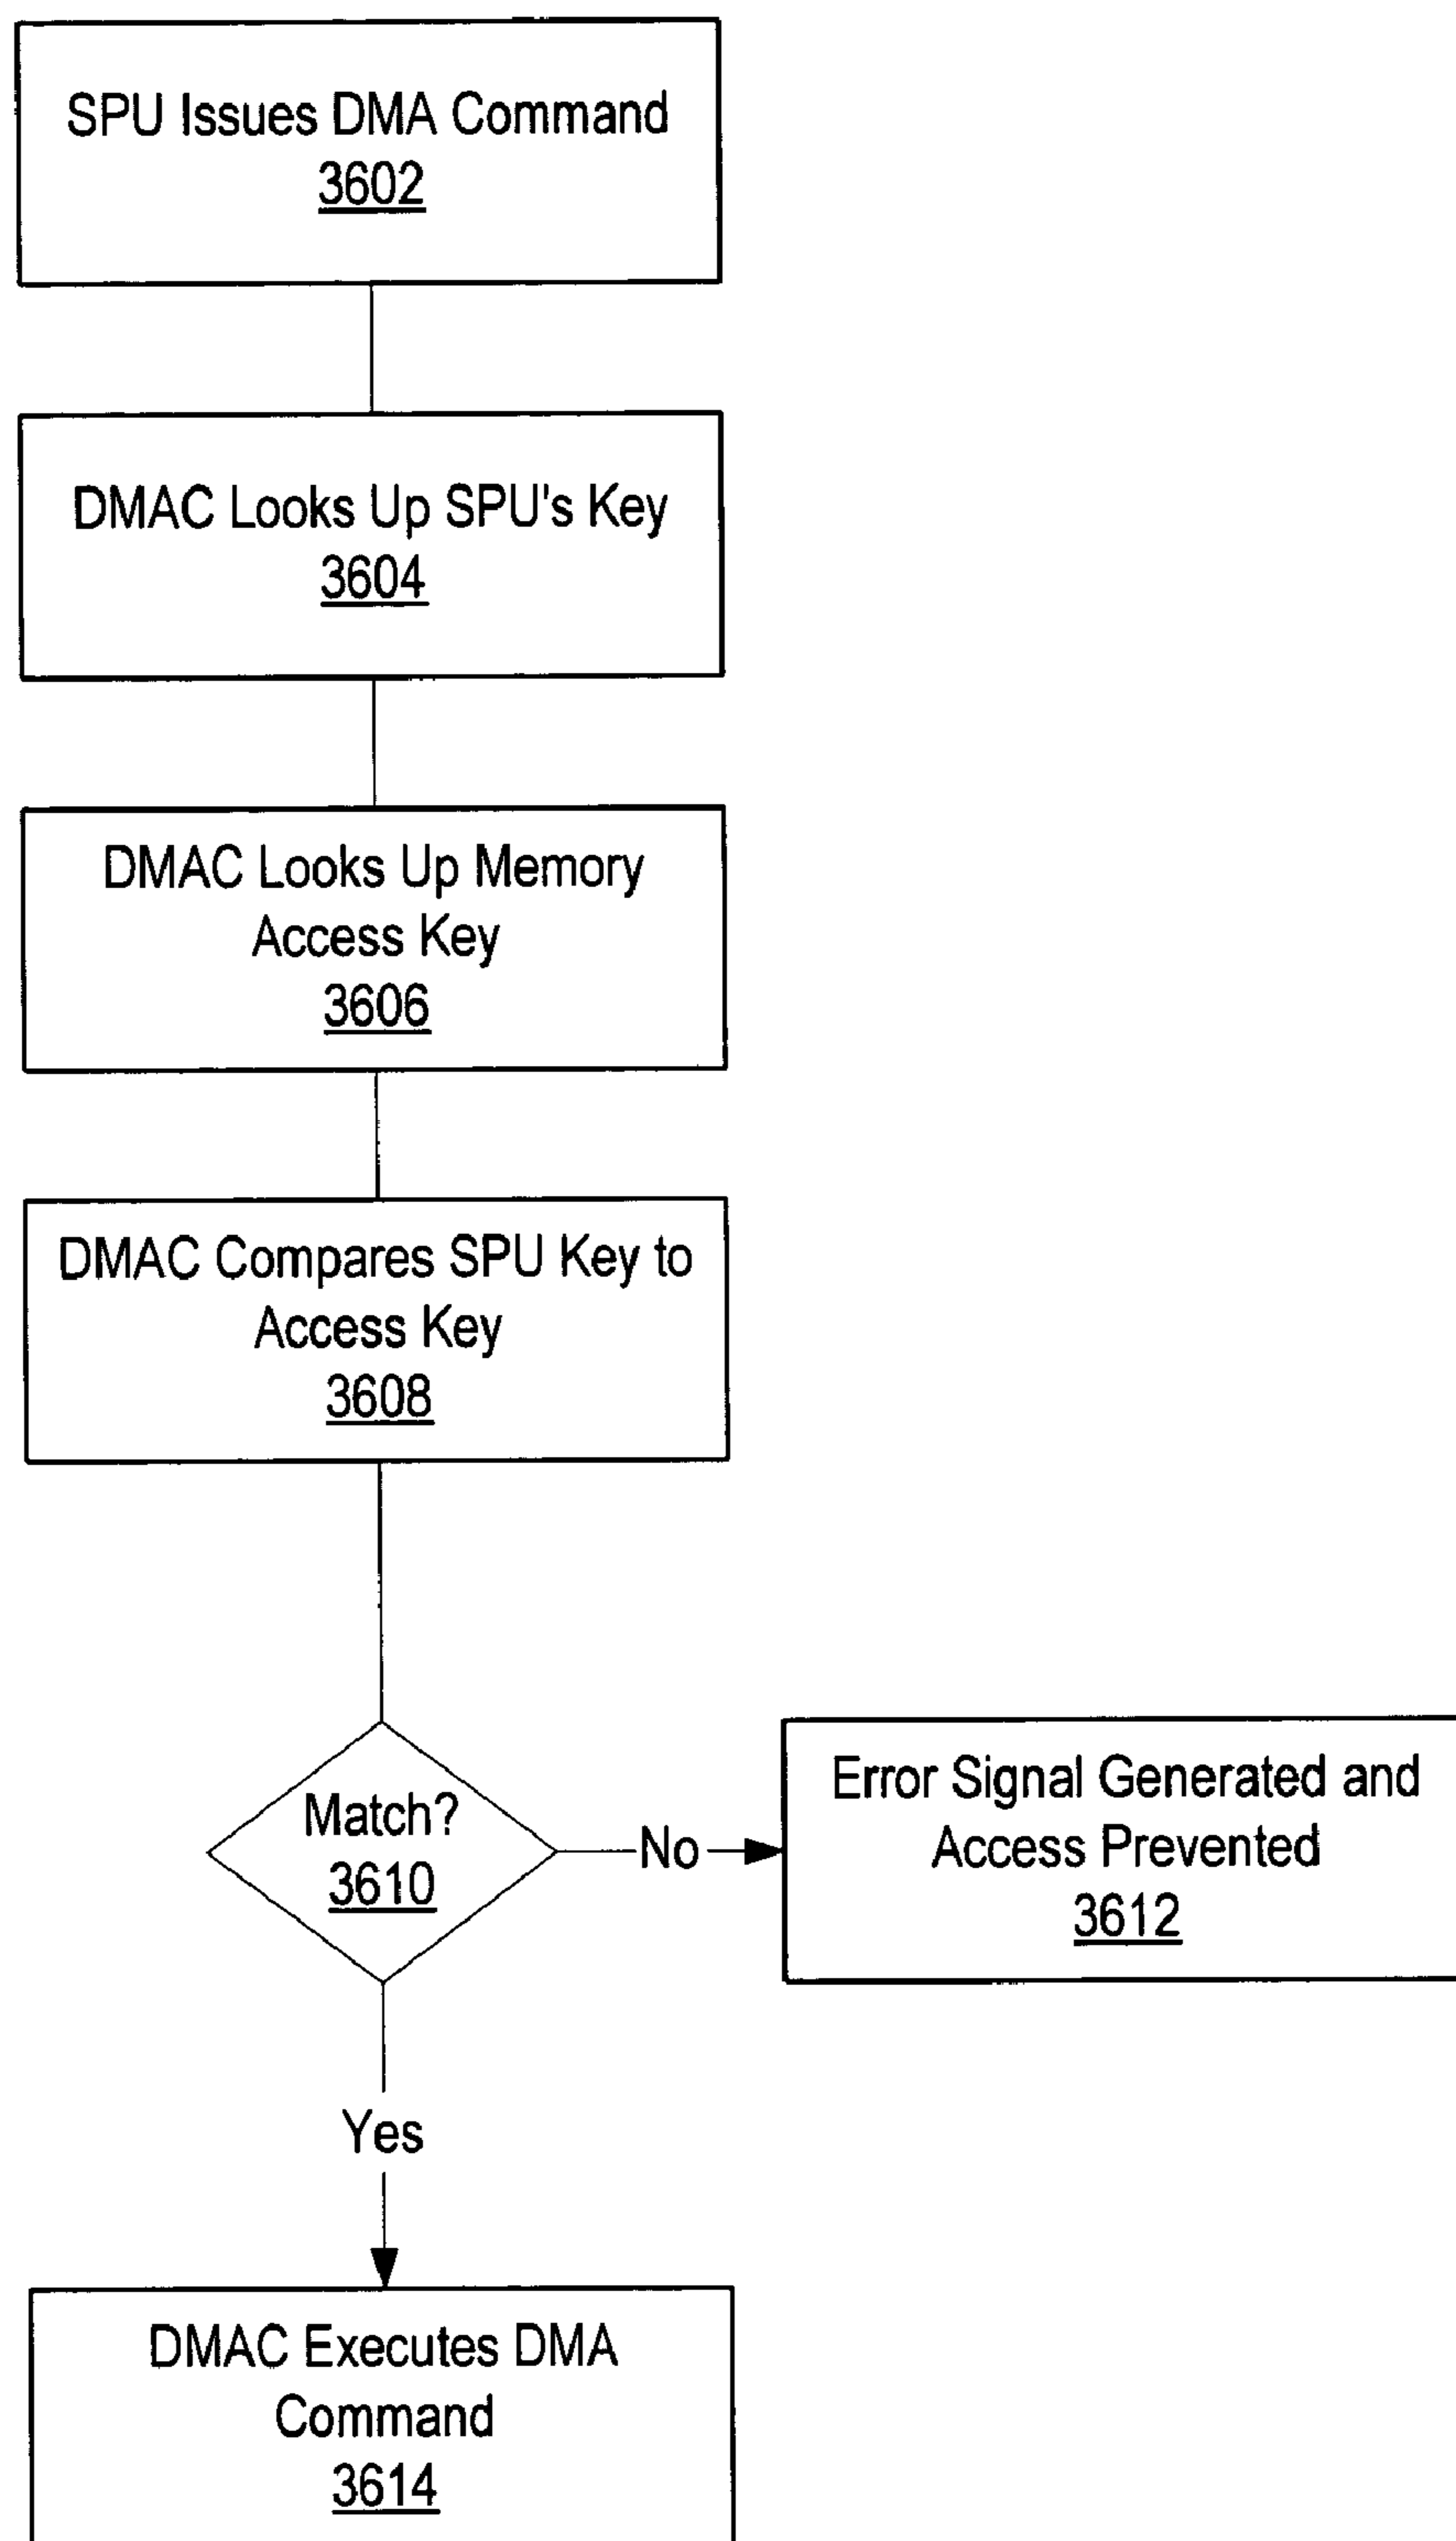 SPU Issues DMA Command
3602
DMAC Looks Up SPU's Key
3604
DMAC Looks Up Memory
Access Key
3606
DMAC Compares SPU Key to
Access Key
3608
Match?
3610
No
Error Signal Generated and
Access Prevented
3612
Yes
DMAC Executes DMA
Command
3614